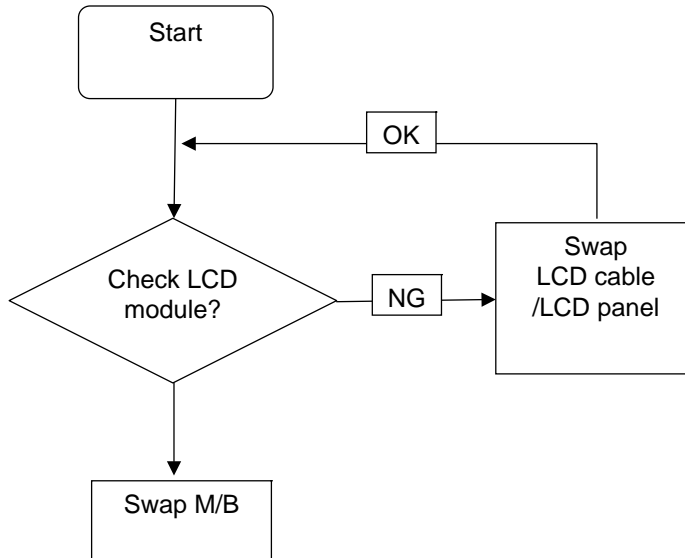 Start
OK
Check LCD
module?
NG
Swap
LCD cable
/LCD panel
Swap M/B